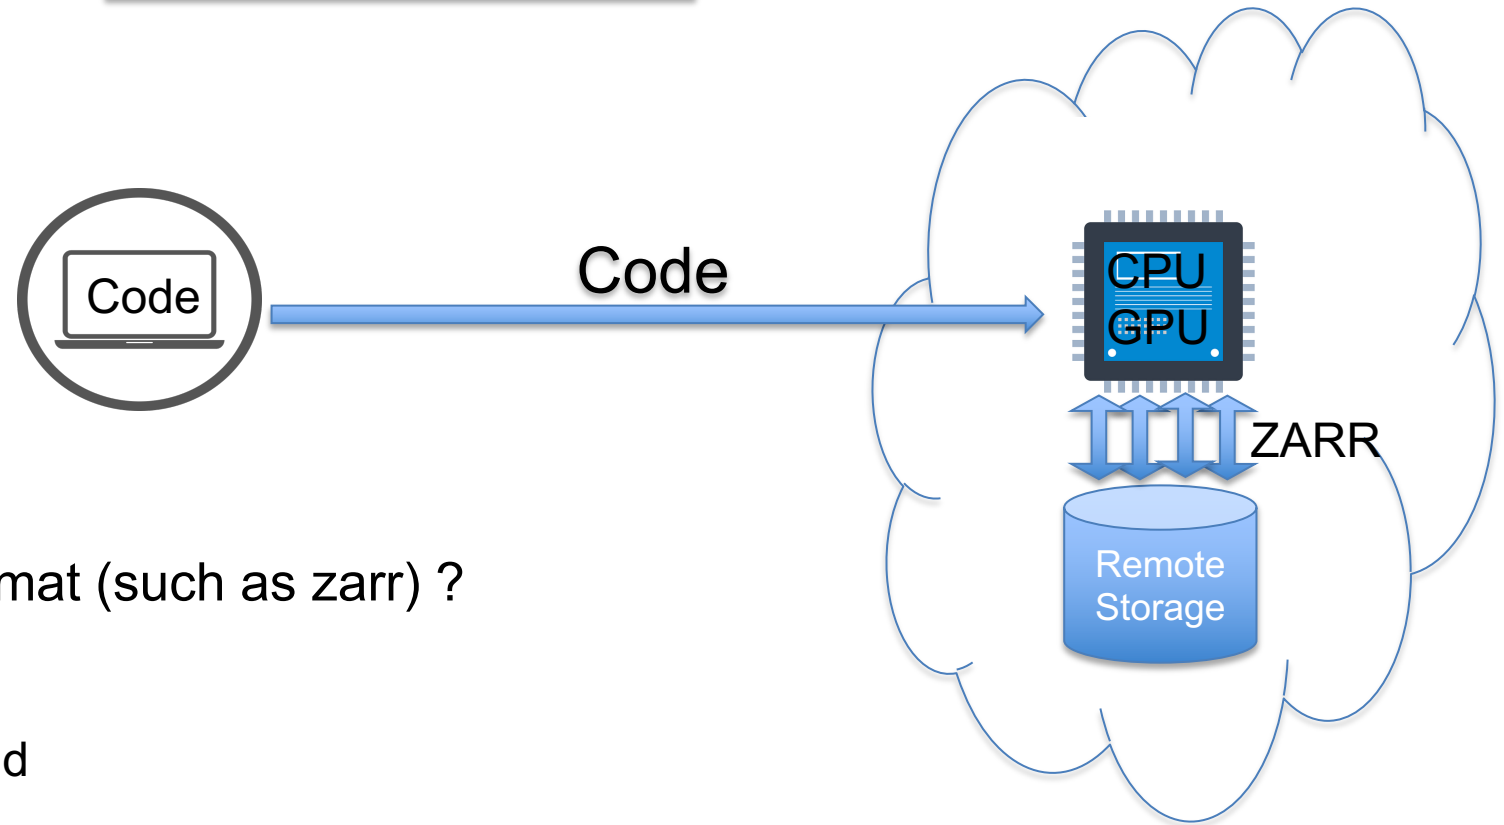 Code
Code
CPU
GPU
ZARR
Remote
Storage
mat (such as zarr) ?
d